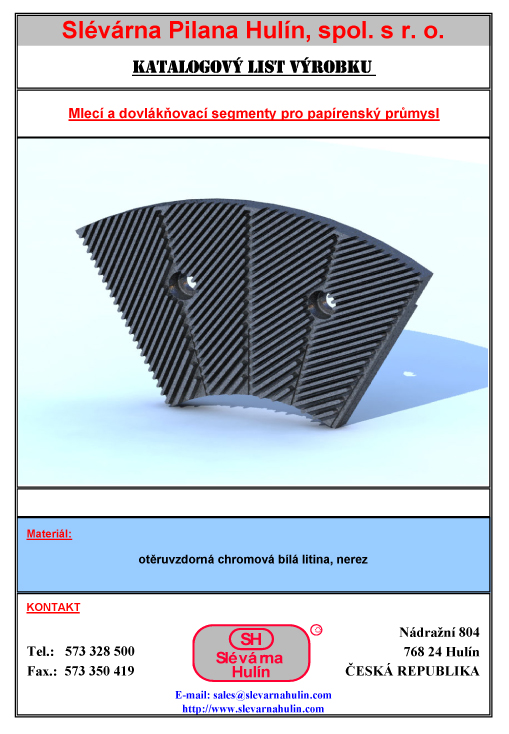 Slévárna Pilana Hulín, spol. s r. o.
KATALOGOVÝ LIST VÝROBKU
Mlecí a dovlákňovací segmenty pro papírenský průmysl
Materiál:
otěruvzdorná chromová bílá litina, nerez
KONTAKT
Tel.: 573 328 500
Fax.: 573 350 419
SH
Slévárna
Hulín
Nádražní 804
768 24 Hulín
ČESKÁ REPUBLIKA
E-mail: sales@slevarnahulin.com
http://www.slevarnahulin.com